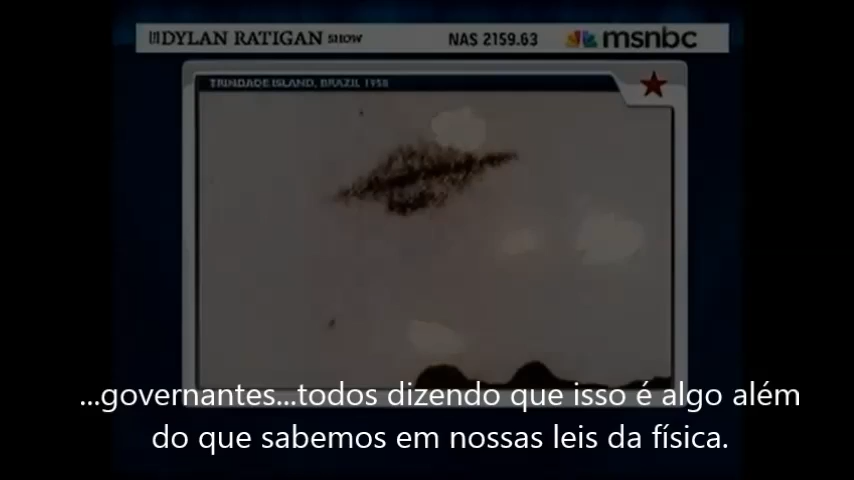 THE DYLAN RATIGAN SHOW NAS 2159.63 msnbc
TRINDADE ISLAND, BRAZIL 1958
...governantes...todos dizendo que isso é algo além
do que sabemos em nossas leis da física.